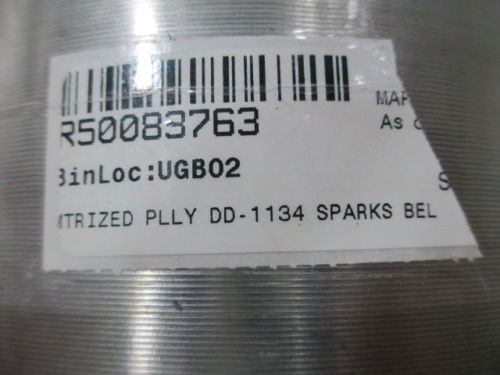 MAR
R50083763
As
BinLoc:UGB02
S
MTRIZED PLLY DD-1134 SPARKS BEL